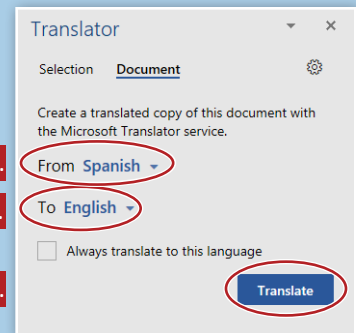 Translator
Selection Document
Create a translated copy of this document with
the Microsoft Translator service.
From Spanish
To English
Always translate to this language
Translate